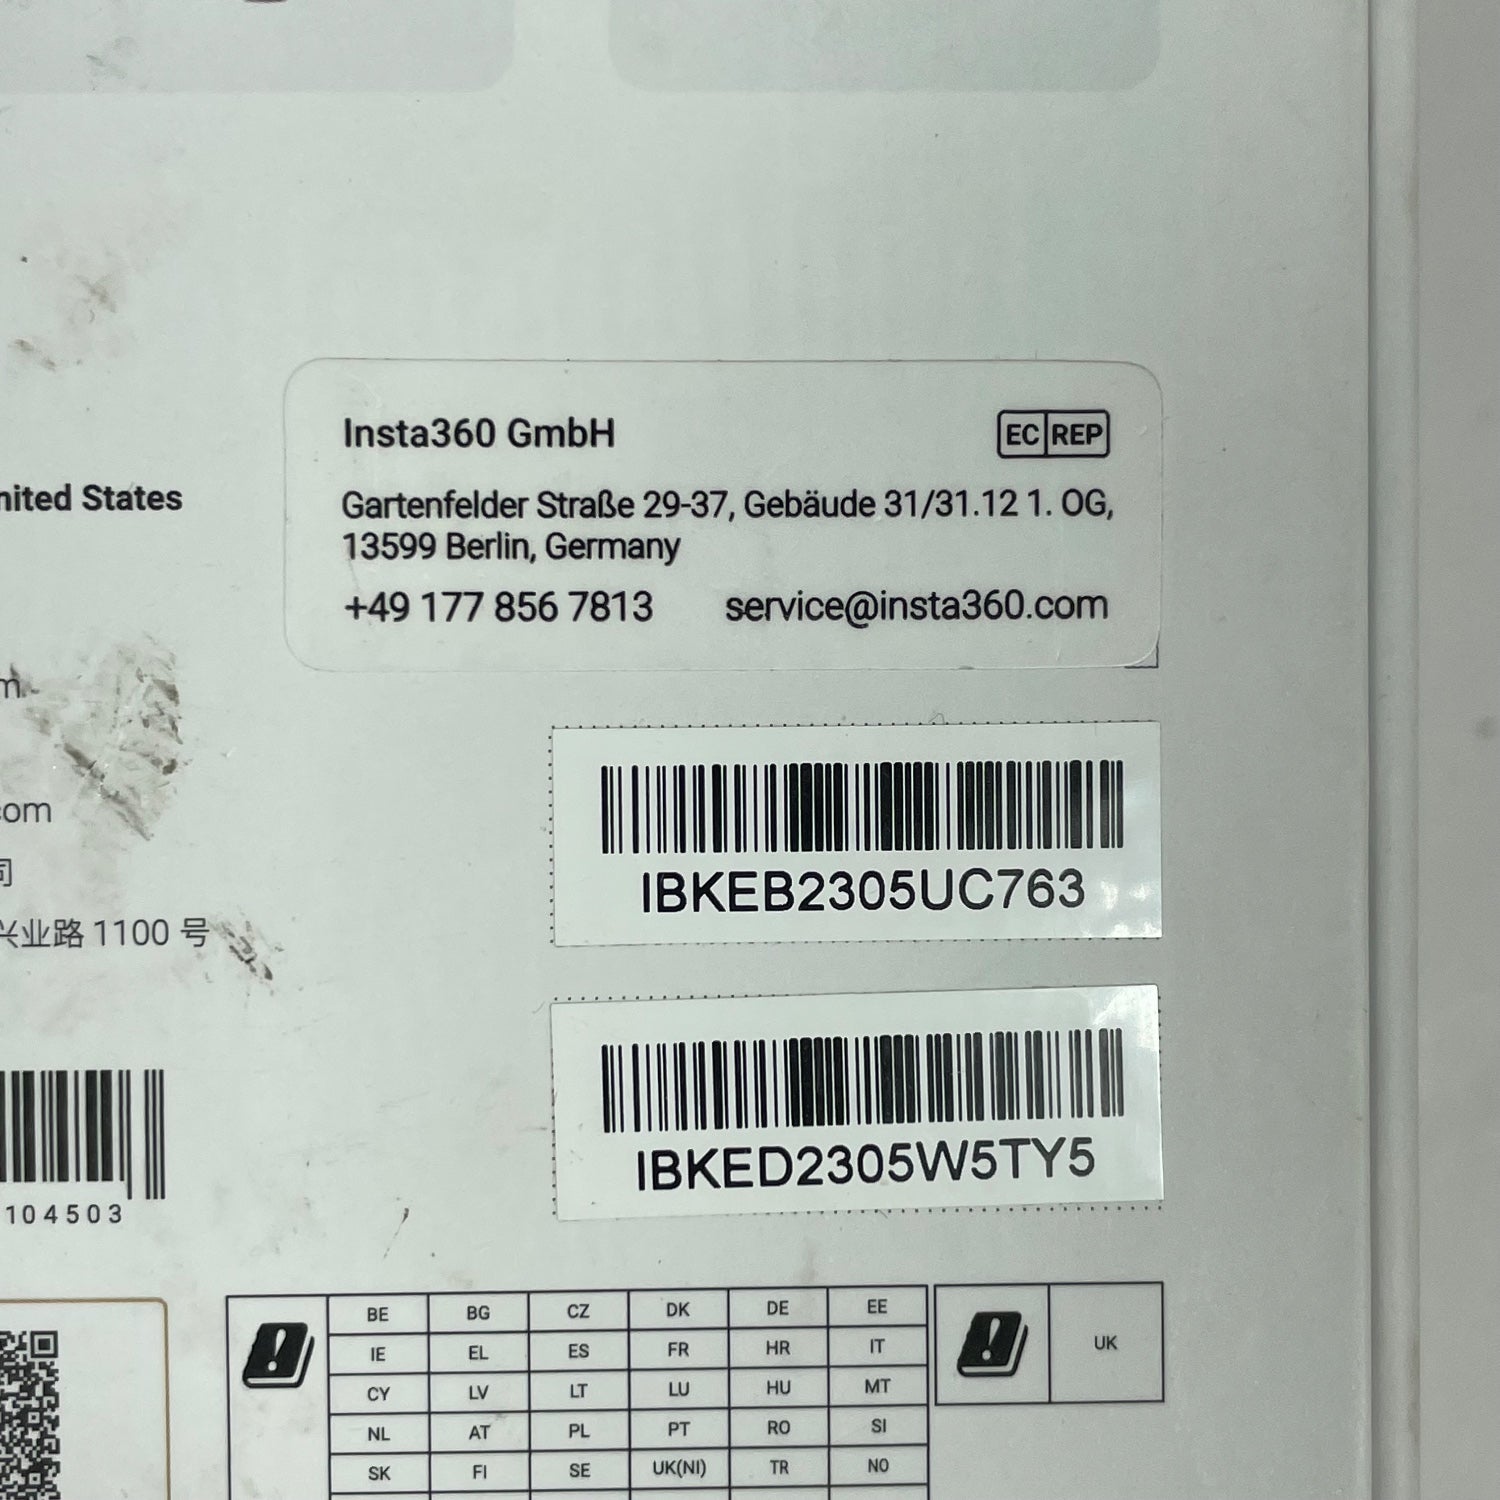 Insta360 GmbH
EC REP
Gartenfelder Straße 29-37, Gebäude 31/31.12 1. OG,
13599 Berlin, Germany
+49 177 856 7813 service@insta360.com
nited States
m
com
司
兴业路 1100 号
IBKEB2305UC763
IBKED2305W5TY5
104503
BE BG CZ DK DE EE
IE EL ES FR HR IT
CY LV LT LU HU MT
NL AT PL PT RO SI
SK FI SE UK(NI) TR NO
UK